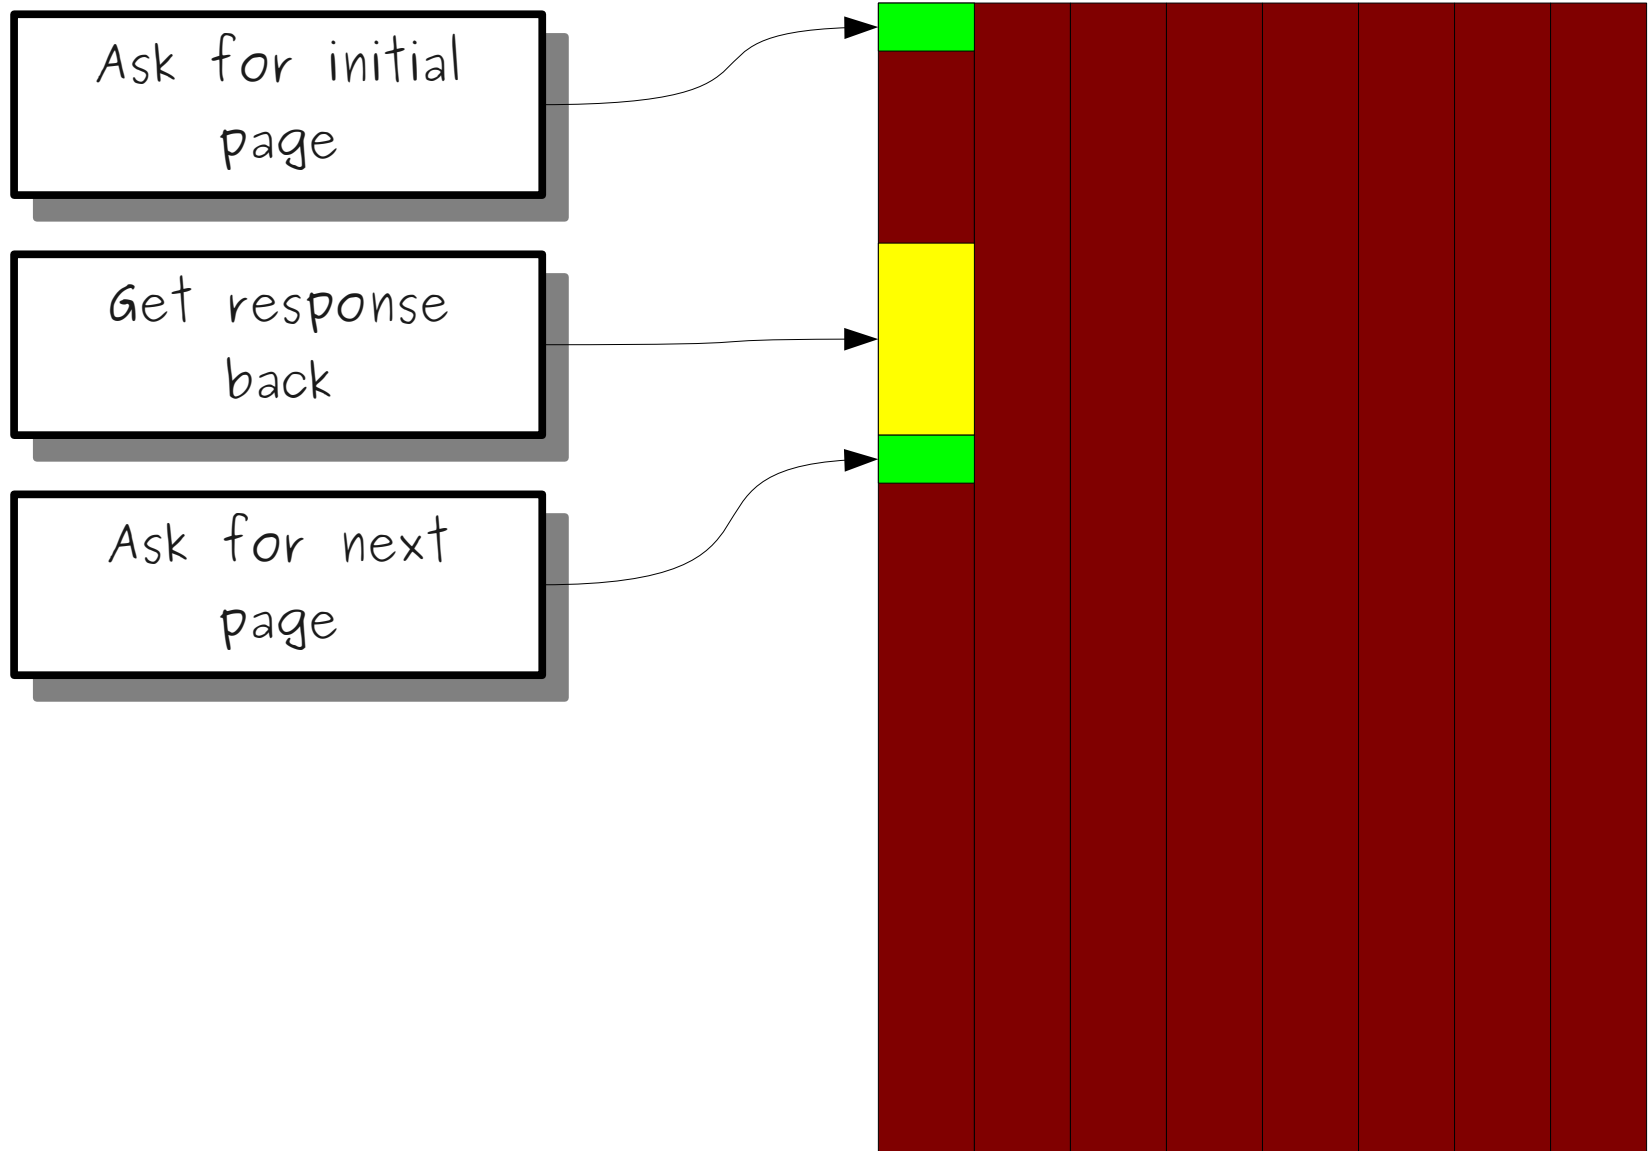 Ask for initial
page
Get response
back
Ask for next
page